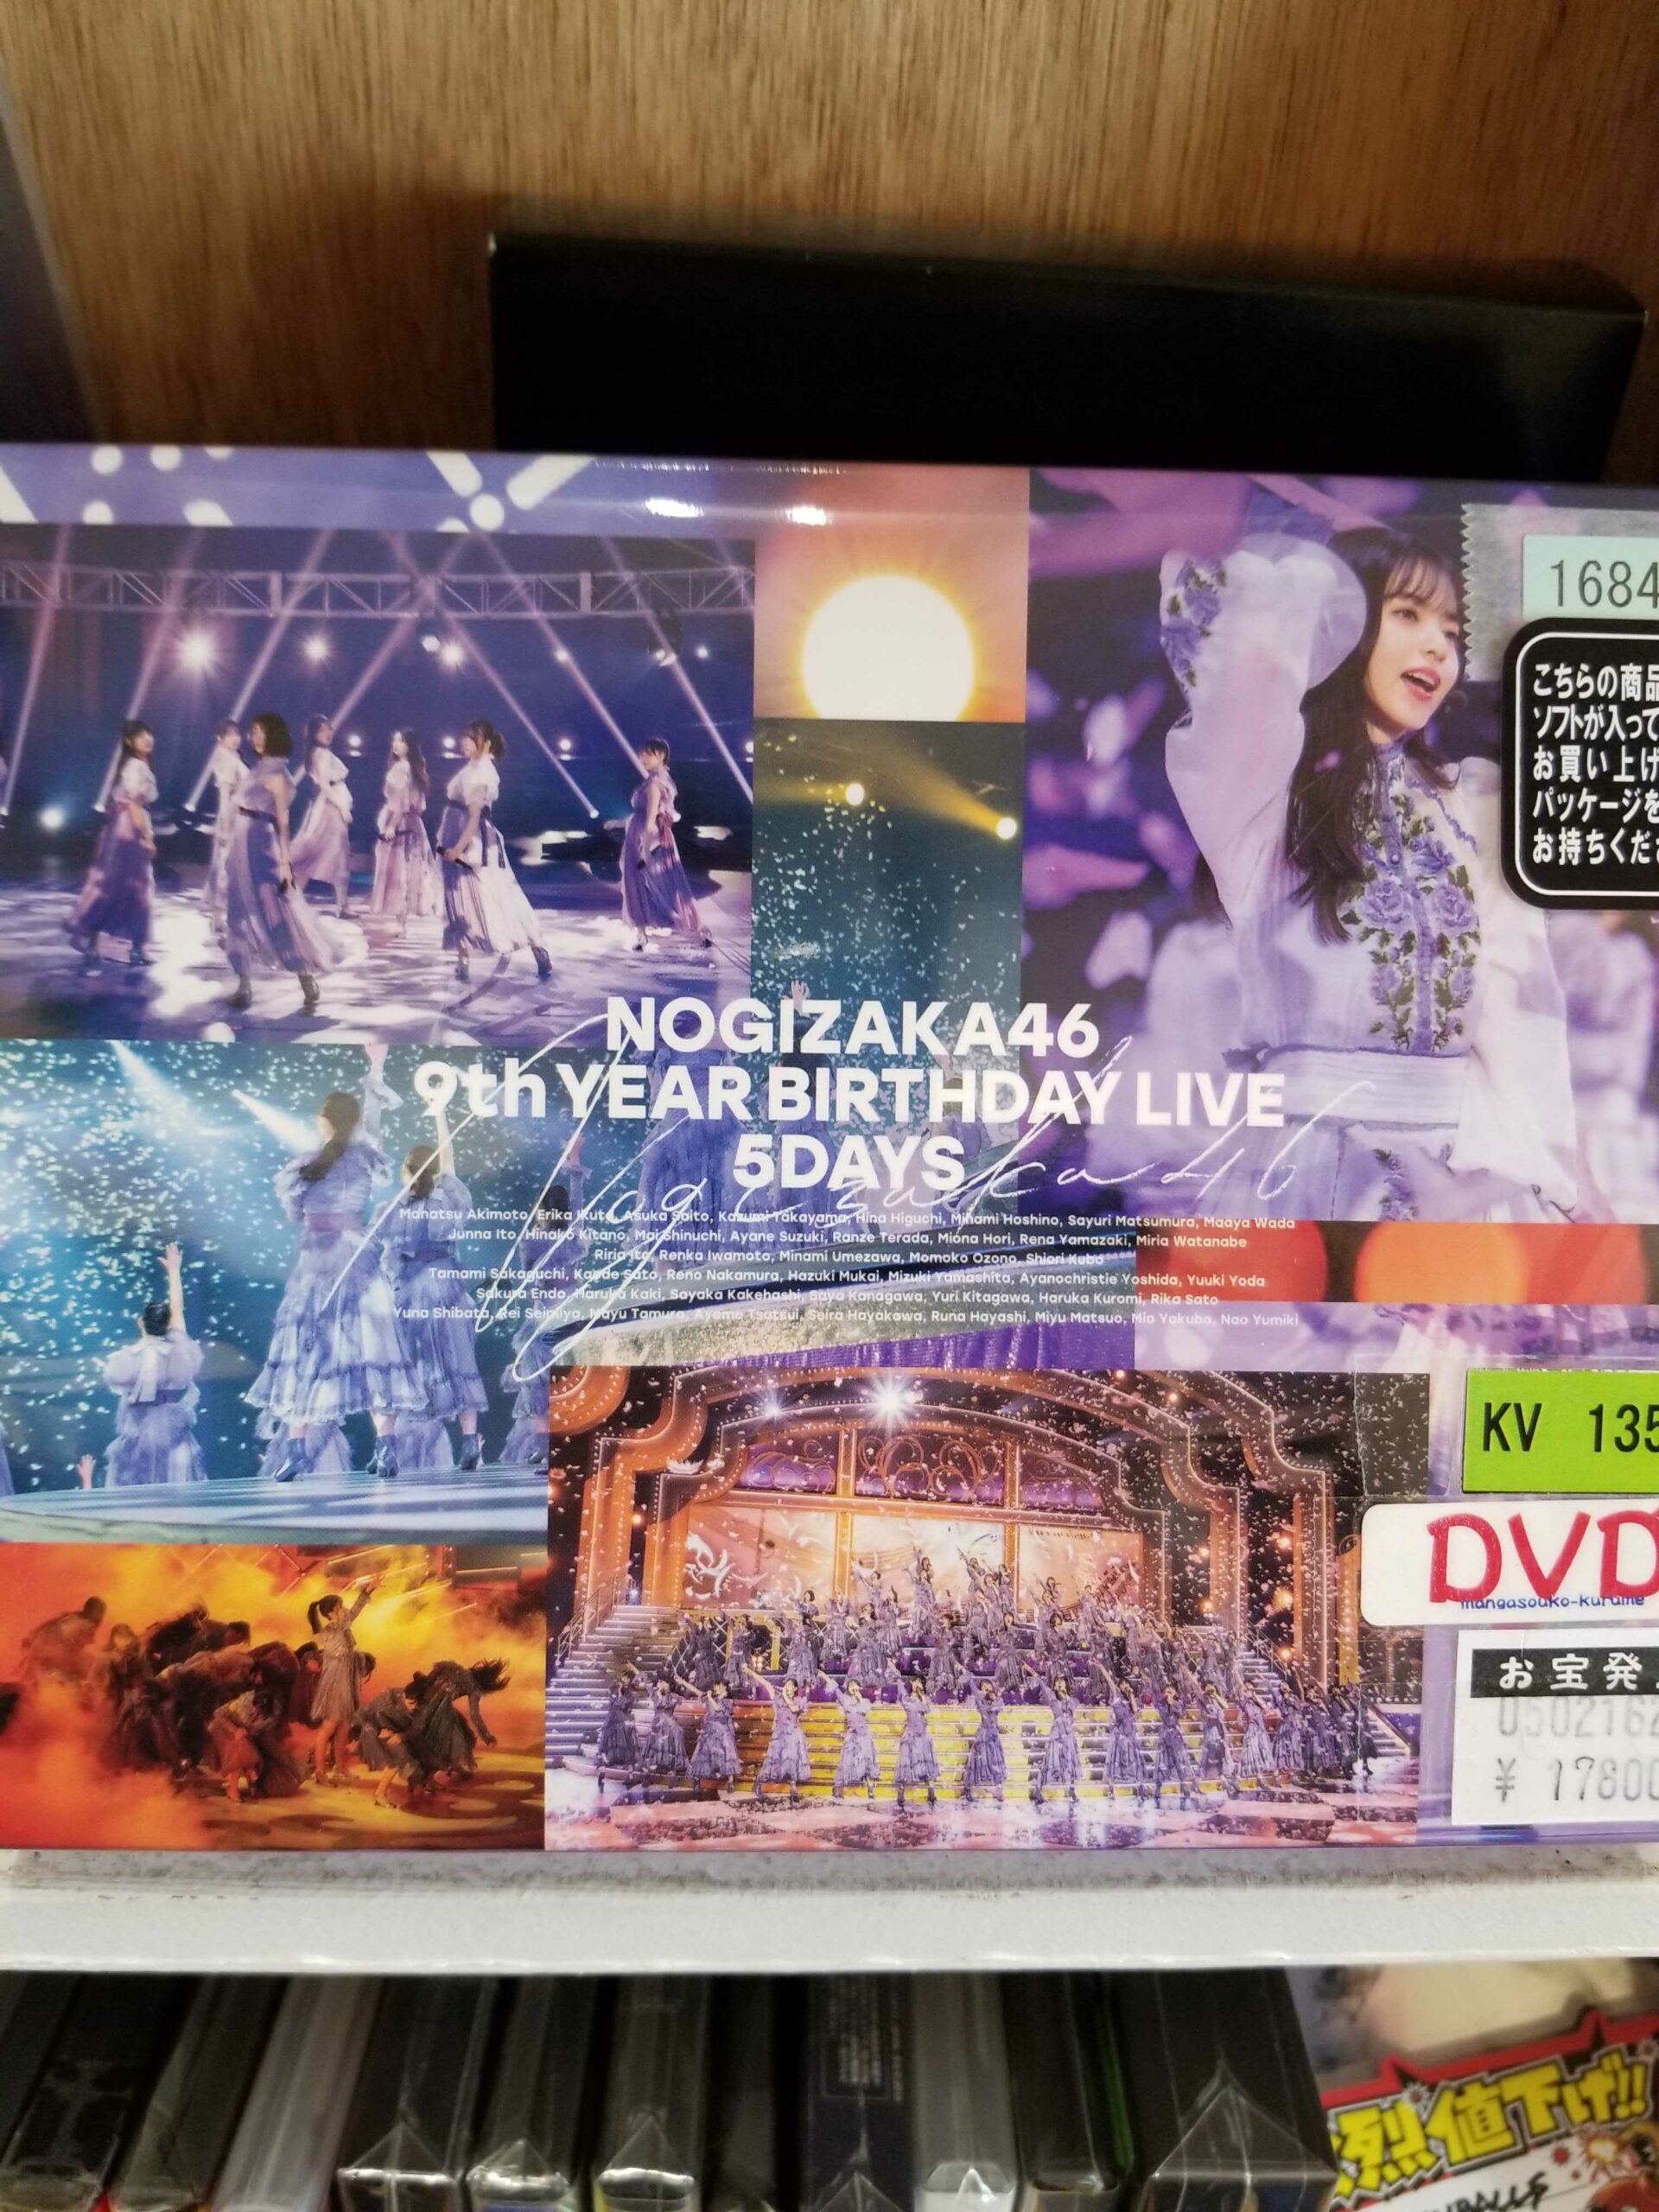 1684
こちらの商品
ソフトが入って
お買い上げ
パッケージを
お持ちくださ
NOGIZAKA46
9th YEAR BIRTHDAY LIVE
5DAYS
Nogizaka46
Manatsu Akimoto, Erika Ikuta, Asuka Saito, Kazumi Takayama, Hina Higuchi, Minami Hoshino, Sayuri Matsumura, Maaya Wada
Junna Ito, Hinako Kitano, Mai Shinuchi, Ayane Suzuki, Ranze Terada, Miona Hori, Rena Yamazaki, Miria Watanabe
Riria Ito, Renka Iwamoto, Minami Umezawa, Momoko Ozono, Shiori Kubo
Tamami Sakaguchi, Kaede Sato, Reno Nakamura, Hazuki Mukai, Mizuki Yamashita, Ayanochristie Yoshida, Yuuki Yoda
Sakura Endo, Haruka Kaki, Sayaka Kakehashi, Saya Kanagawa, Yuri Kitagawa, Haruka Kuromi, Rika Sato
Yuna Shibata, Rei Seimiya, Mayu Tamura, Ayame Tsutsui, Seira Hayakawa, Runa Hayashi, Miyu Matsuo, Mio Yakubo, Nao Yumiki
KV 135
DVD
mangasouko-kurume
お宝発
050216
¥ 17800
烈値下げ!!